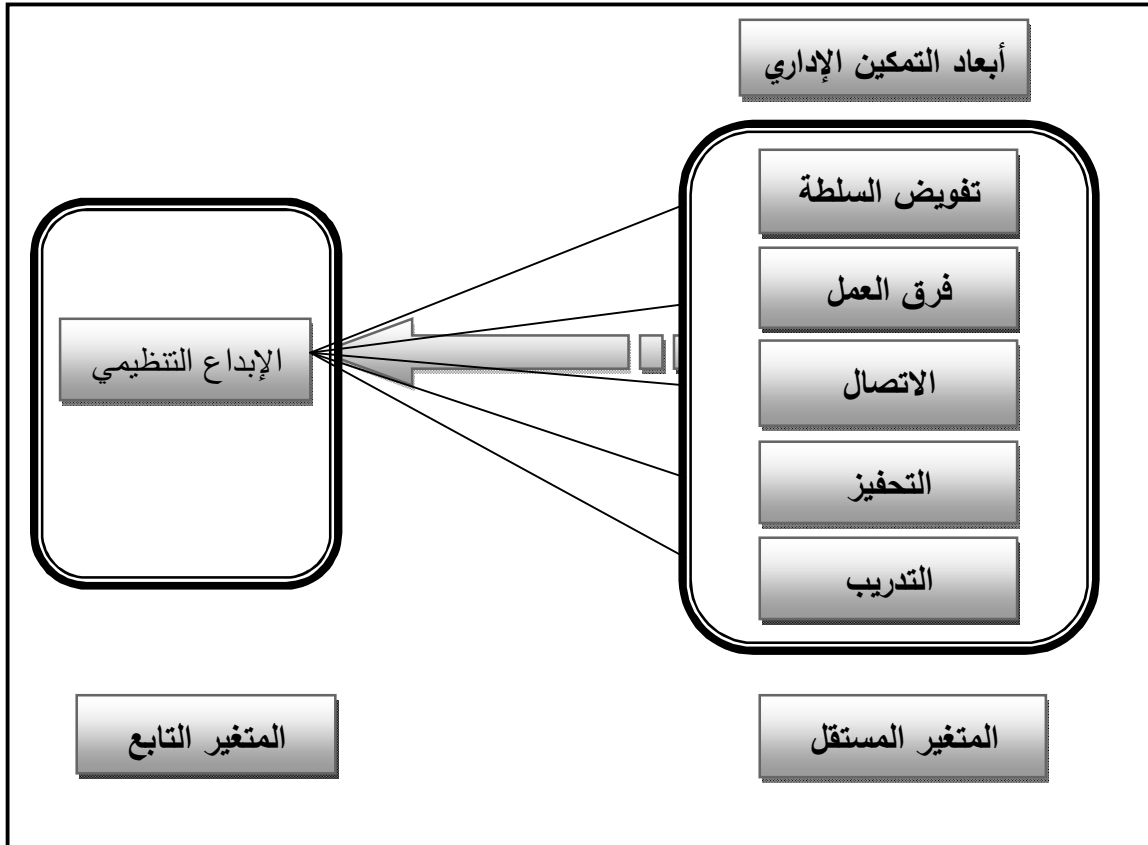 أبعاد التمكين الإداري
تفويض السلطة
فرق العمل
الاتصال
التحفيز
التدريب
الإبداع التنظيمي
المتغير المستقل
المتغير التابع